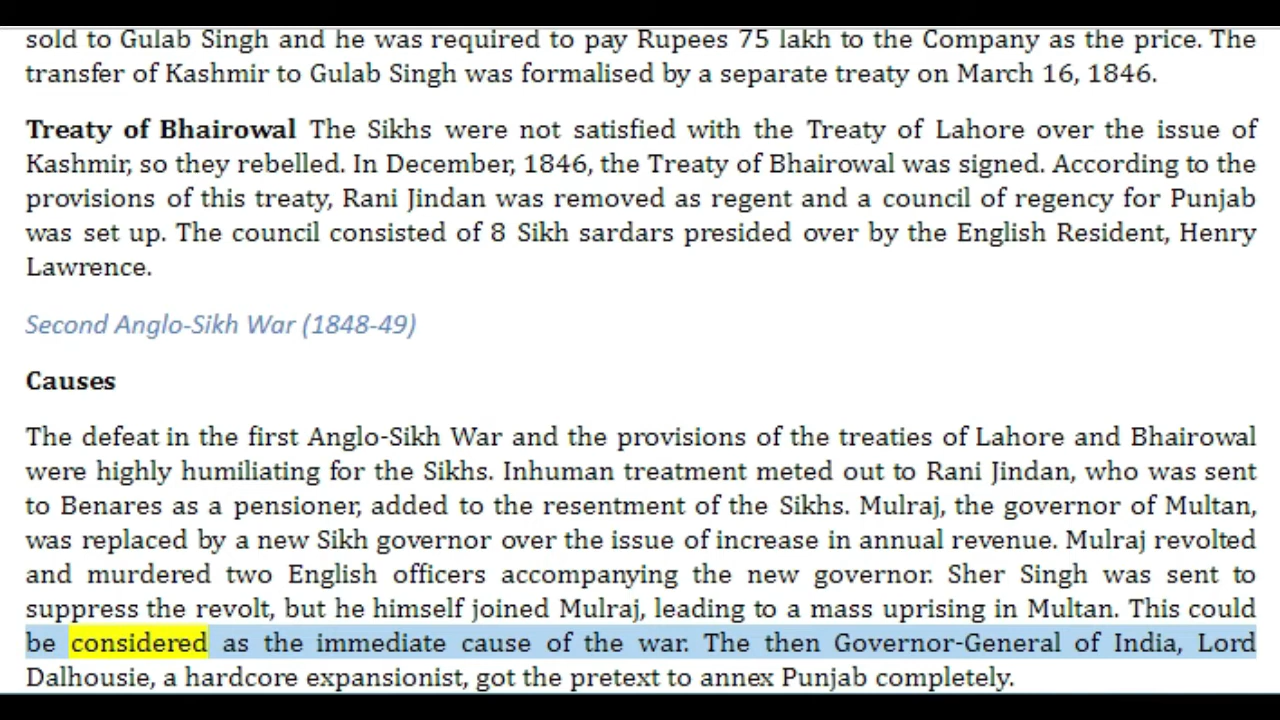 sold to Gulab Singh and he was required to pay Rupees 75 lakh to the Company as the price. The
transfer of Kashmir to Gulab Singh was formalised by a separate treaty on March 16, 1846.
Treaty of Bhairowal The Sikhs were not satisfied with the Treaty of Lahore over the issue of
Kashmir, so they rebelled. In December, 1846, the Treaty of Bhairowal was signed. According to the
provisions of this treaty, Rani Jindan was removed as regent and a council of regency for Punjab
was set up. The council consisted of 8 Sikh sardars presided over by the English Resident, Henry
Lawrence.
Second Anglo-Sikh War (1848-49)
Causes
The defeat in the first Anglo-Sikh War and the provisions of the treaties of Lahore and Bhairowal
were highly humiliating for the Sikhs. Inhuman treatment meted out to Rani Jindan, who was sent
to Benares as a pensioner, added to the resentment of the Sikhs. Mulraj, the governor of Multan,
was replaced by a new Sikh governor over the issue of increase in annual revenue. Mulraj revolted
and murdered two English officers accompanying the new governor. Sher Singh was sent to
suppress the revolt, but he himself joined Mulraj, leading to a mass uprising in Multan. This could
be considered as the immediate cause of the war. The then Governor-General of India, Lord
Dalhousie, a hardcore expansionist, got the pretext to annex Punjab completely.